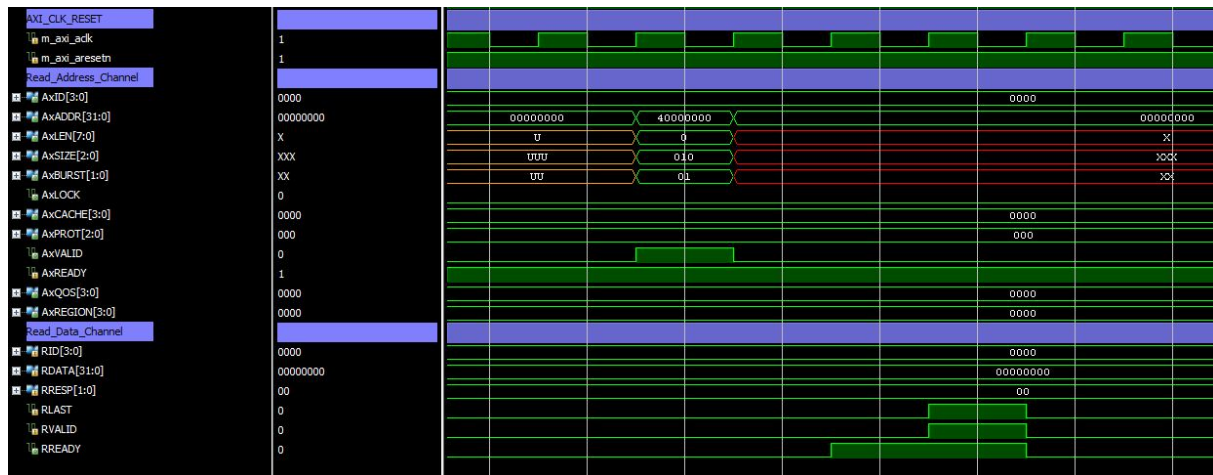 AXI_CLK_RESET
m_axi_aclk 1
m_axi_aresetn 1
Read_Address_Channel
AxID[3:0] 0000 0000
AxADDR[31:0] 00000000 00000000 40000000 00000000
AxLEN[7:0] X U 0 X
AxSIZE[2:0] XXX UUU 010 XXX
AxBURST[1:0] XX UU 01 XX
AxLOCK 0
AxCACHE[3:0] 0000 0000
AxPROT[2:0] 000 000
AxVALID 0
AxREADY 1
AxQOS[3:0] 0000 0000
AxREGION[3:0] 0000 0000
Read_Data_Channel
RID[3:0] 0000 0000
RDATA[31:0] 00000000 00000000
RRESP[1:0] 00 00
RLAST 0
RVALID 0
RREADY 0